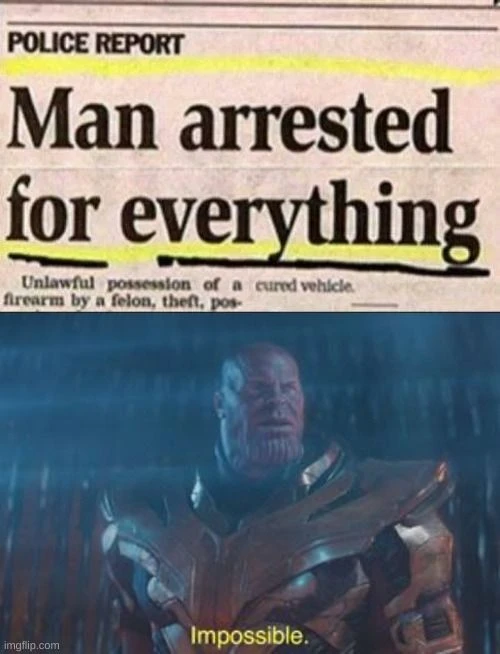 POLICE REPORT
Man arrested
for everything
Unlawful possession of a
firearm by a felon, theft, pos-
cured vehicle.
Impossible.
imgflip.com